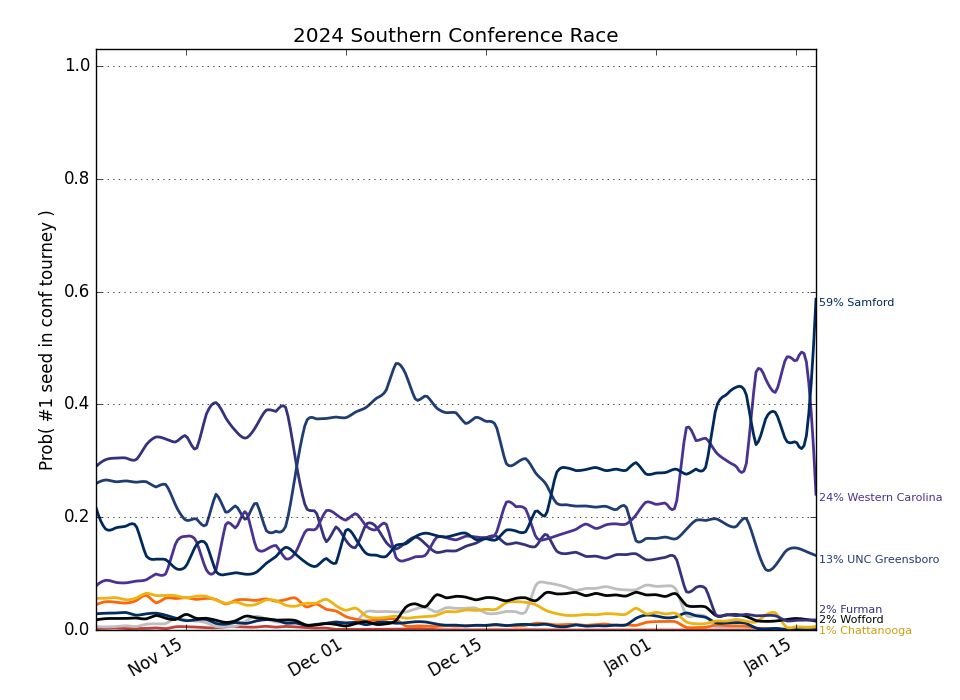 2024 Southern Conference Race
Prob( #1 seed in conf tourney )
1.0
0.8
0.6
0.4
0.2
0.0
59% Samford
24% Western Carolina
13% UNC Greensboro
2% Furman
2% Wofford
1% Chattanooga
Nov 15
Dec 01
Dec 15
Jan 01
Jan 15